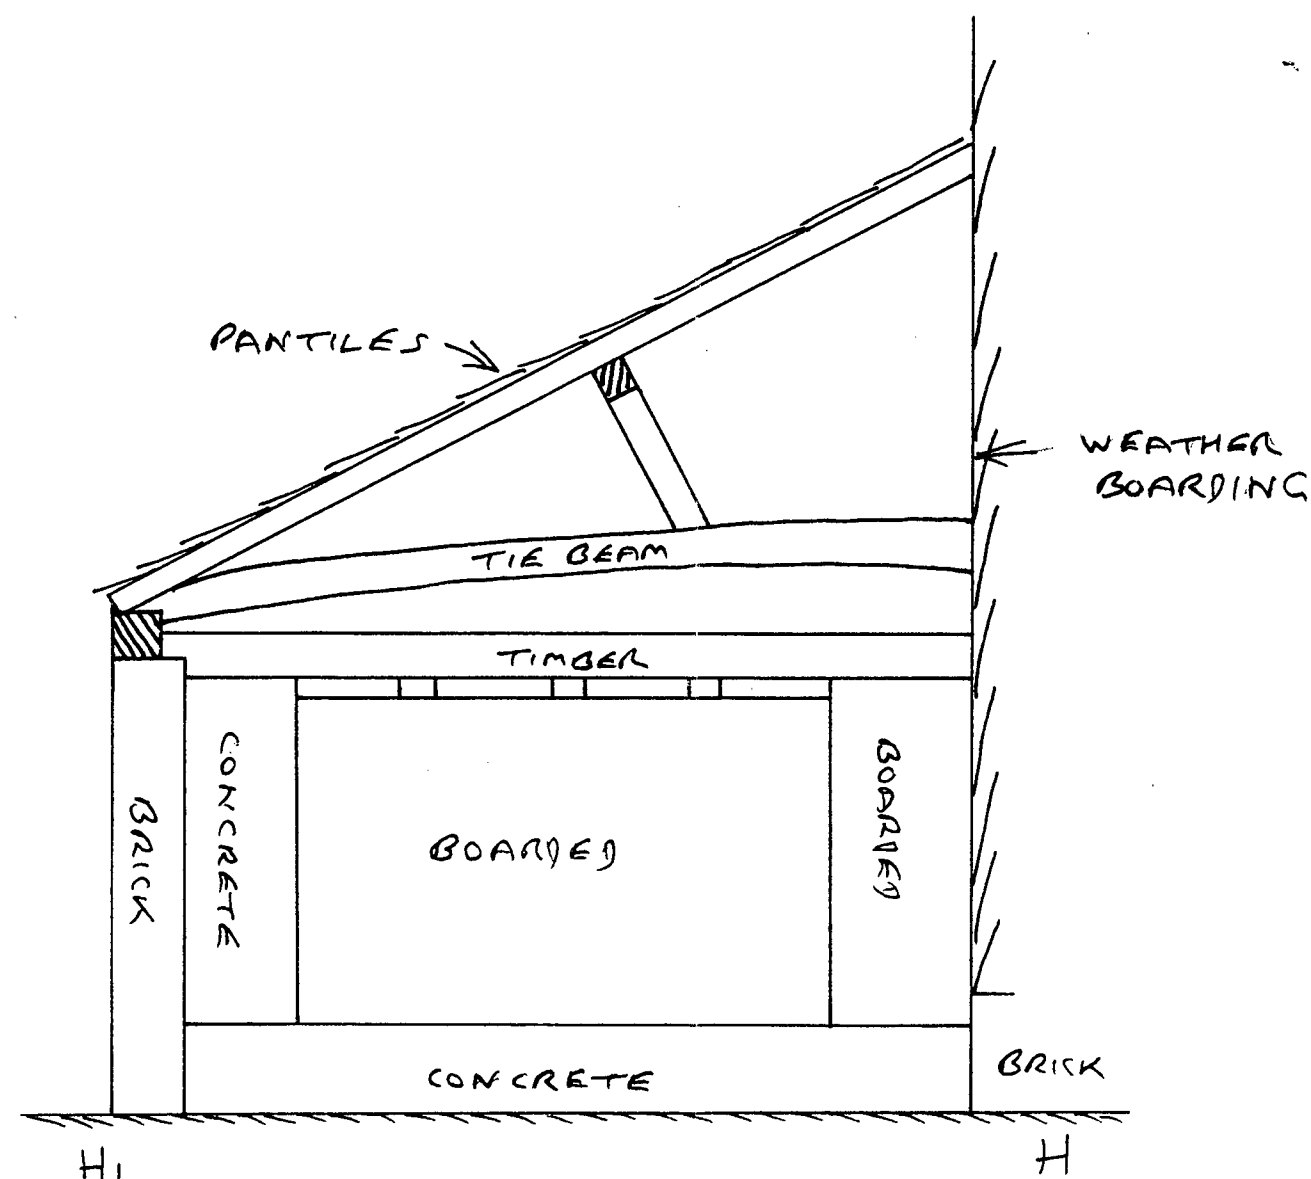 PANTILES
WEATHER
BOARDING
TIE BEAM
TIMBER
CONCRETE
BOARDED
BRICK
BOARDED
CONCRETE
BRICK
H1
H